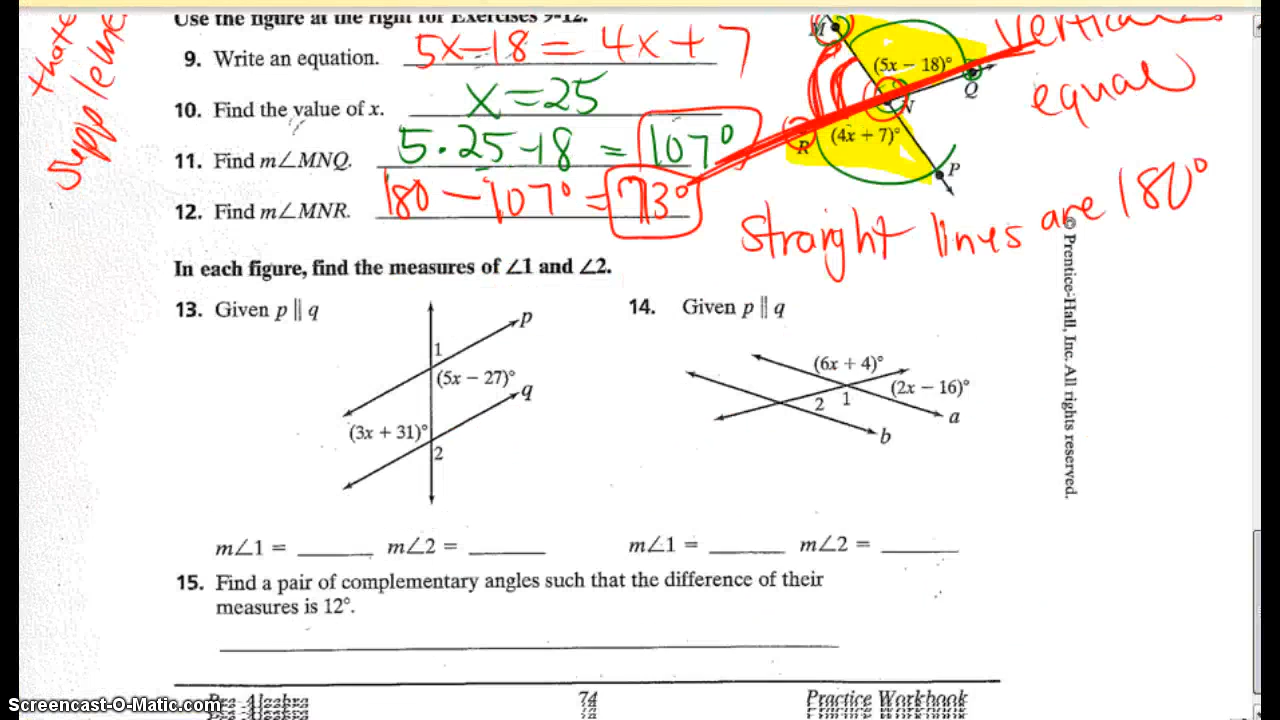 Use the figure at the right for Exercises 9-12.
that
supplement
9. Write an equation. 5x-18 = 4x + 7
10. Find the value of x. x=25
11. Find m∠MNQ. 5·25-18 = 107°
12. Find m∠MNR. 180 - 107° = 73°
M
(5x − 18)°
Q
N
R
(4x + 7)°
P
equal
straight lines are 180°
© Prentice-Hall, Inc. All rights reserved.
In each figure, find the measures of ∠1 and ∠2.
13. Given p ∥ q
p
1
(5x − 27)°
q
(3x + 31)°
2
m∠1 = m∠2 =
14. Given p ∥ q
(6x + 4)°
(2x − 16)°
2 1
a
b
m∠1 = m∠2 =
15. Find a pair of complementary angles such that the difference of their
measures is 12°.
Pre-Algebra 74 Practice Workbook
Screencast-O-Matic.com